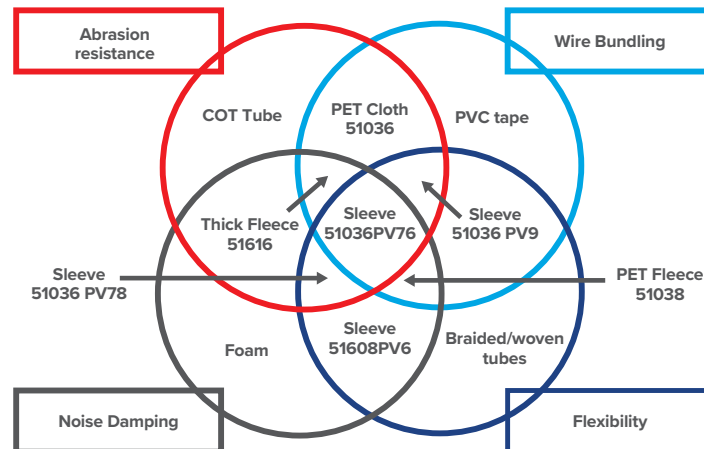 Abrasion
resistance
Wire Bundling
COT Tube
PET Cloth
51036
PVC tape
Thick Fleece
51616
Sleeve
51036PV76
Sleeve
51036 PV9
Sleeve
51036 PV78
PET Fleece
51038
Foam
Sleeve
51608PV6
Braided/woven
tubes
Noise Damping
Flexibility